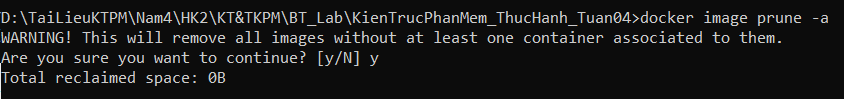 D:\TaiLieuKTPM\Nam4\HK2\KT&TKPM\BT_Lab\KienTrucPhanMem_ThucHanh_Tuan04>docker image prune -a
WARNING! This will remove all images without at least one container associated to them.
Are you sure you want to continue? [y/N] y
Total reclaimed space: 0B